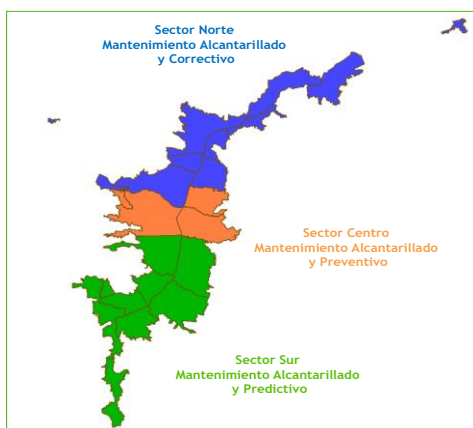 Sector Norte
Mantenimiento Alcantarillado
y Correctivo
Sector Centro
Mantenimiento Alcantarillado
y Preventivo
Sector Sur
Mantenimiento Alcantarillado
y Predictivo